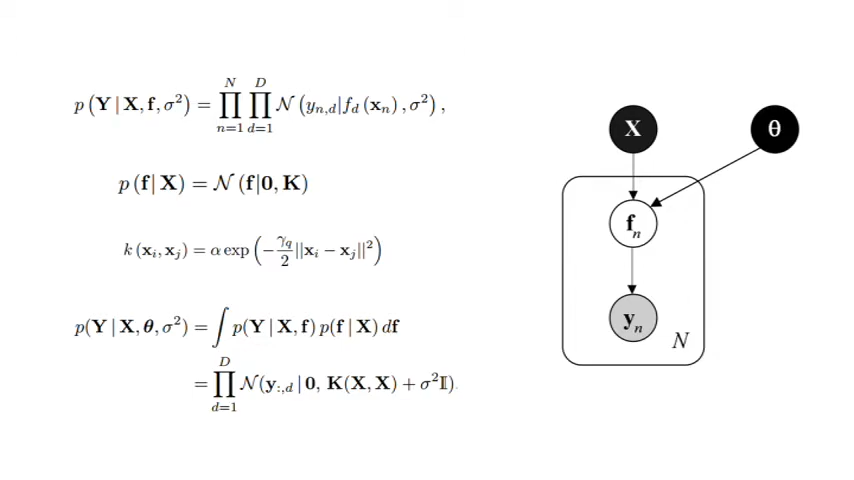 p (Y | X, f, σ²) = ∏_{n=1}^{N} ∏_{d=1}^{D} 𝒩 (y_{n,d}|f_d (x_n) , σ²) ,
p (f| X) = 𝒩 (f|0, K)
k (x_i, x_j) = α exp (−γ_q/2 ||x_i − x_j||²)
p(Y | X, θ, σ²) = ∫ p(Y | X, f) p(f | X) df
= ∏_{d=1}^{D} 𝒩(y_{:,d} | 0, K(X, X) + σ²𝕀)
X
θ
f_n
y_n
N